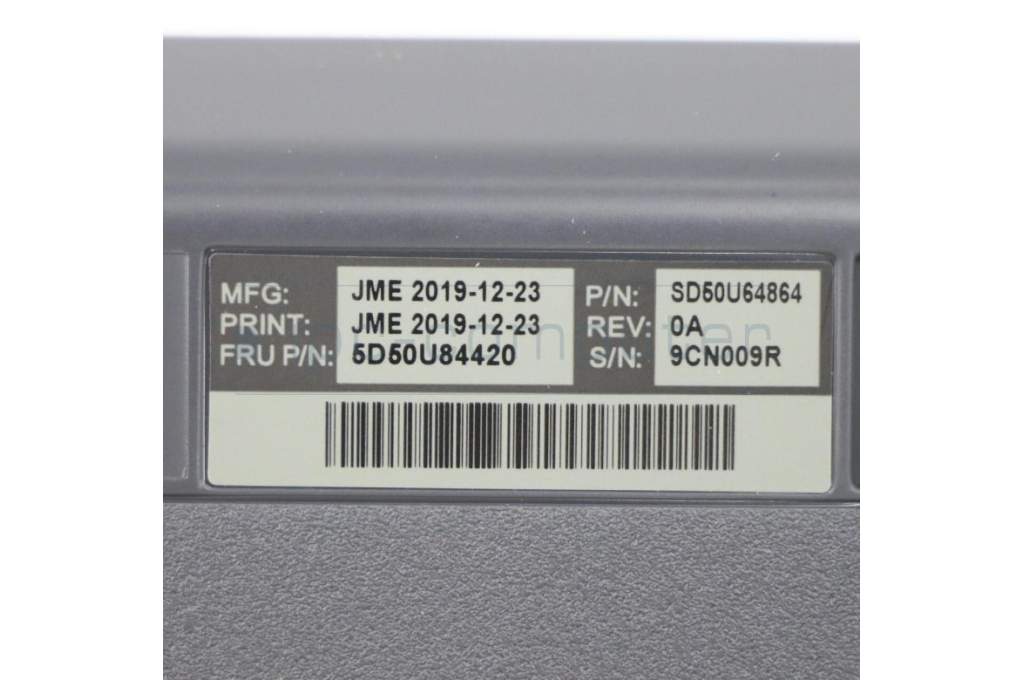 MFG: JME 2019-12-23 P/N: SD50U64864
PRINT: JME 2019-12-23 REV: 0A
FRU P/N: 5D50U84420 S/N: 9CN009R